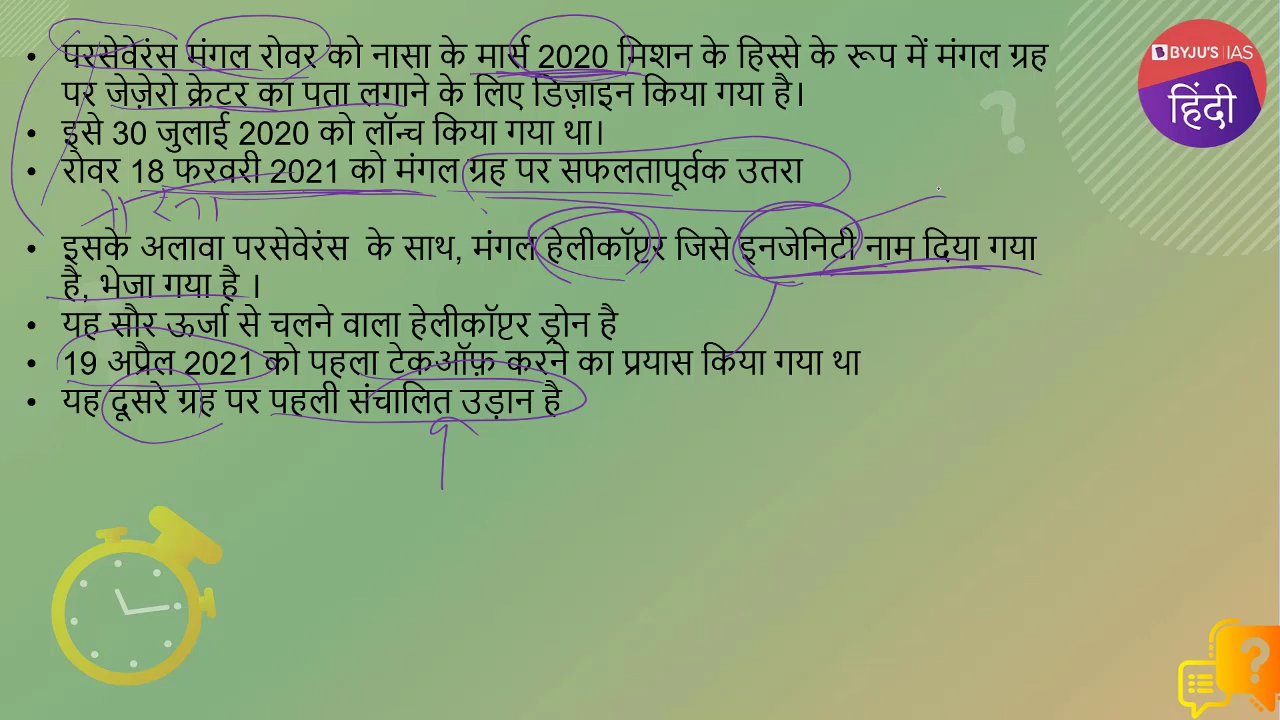 • परसेवेरंस मंगल रोवर को नासा के मार्स 2020 मिशन के हिस्से के रूप में मंगल ग्रह
पर जेज़ेरो क्रेटर का पता लगाने के लिए डिज़ाइन किया गया है।
• इसे 30 जुलाई 2020 को लॉन्च किया गया था।
• रोवर 18 फरवरी 2021 को मंगल ग्रह पर सफलतापूर्वक उतरा
• इसके अलावा परसेवेरंस के साथ, मंगल हेलीकॉप्टर जिसे इनजेनिटी नाम दिया गया
है, भेजा गया है ।
• यह सौर ऊर्जा से चलने वाला हेलीकॉप्टर ड्रोन है
• 19 अप्रैल 2021 को पहला टेकऑफ़ करने का प्रयास किया गया था
• यह दूसरे ग्रह पर पहली संचालित उड़ान है
BYJU'S IAS
हिंदी